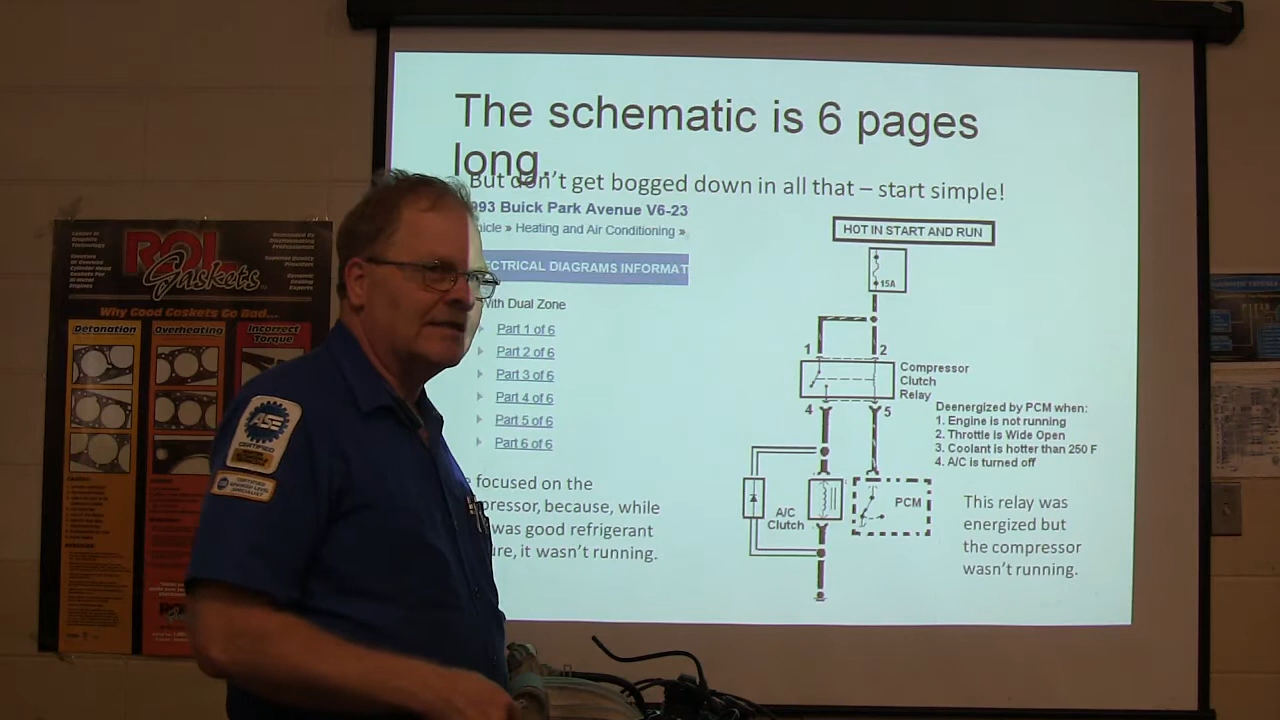 The schematic is 6 pages
long.
But don't get bogged down in all that – start simple!
993 Buick Park Avenue V6-23
hicle » Heating and Air Conditioning »
ECTRICAL DIAGRAMS INFORMAT
With Dual Zone
Part 1 of 6
Part 2 of 6
Part 3 of 6
Part 4 of 6
Part 5 of 6
Part 6 of 6
focused on the
pressor, because, while
was good refrigerant
ure, it wasn't running.
HOT IN START AND RUN
15A
1
2
Compressor
Clutch
Relay
4
5
Deenergized by PCM when:
1. Engine is not running
2. Throttle is Wide Open
3. Coolant is hotter than 250 F
4. A/C is turned off
A/C
Clutch
PCM
This relay was
energized but
the compressor
wasn't running.
ROL
Gaskets
Why Good Gaskets Go Bad...
Detonation
Overheating
Incorrect
Torque
ASE
CERTIFIED